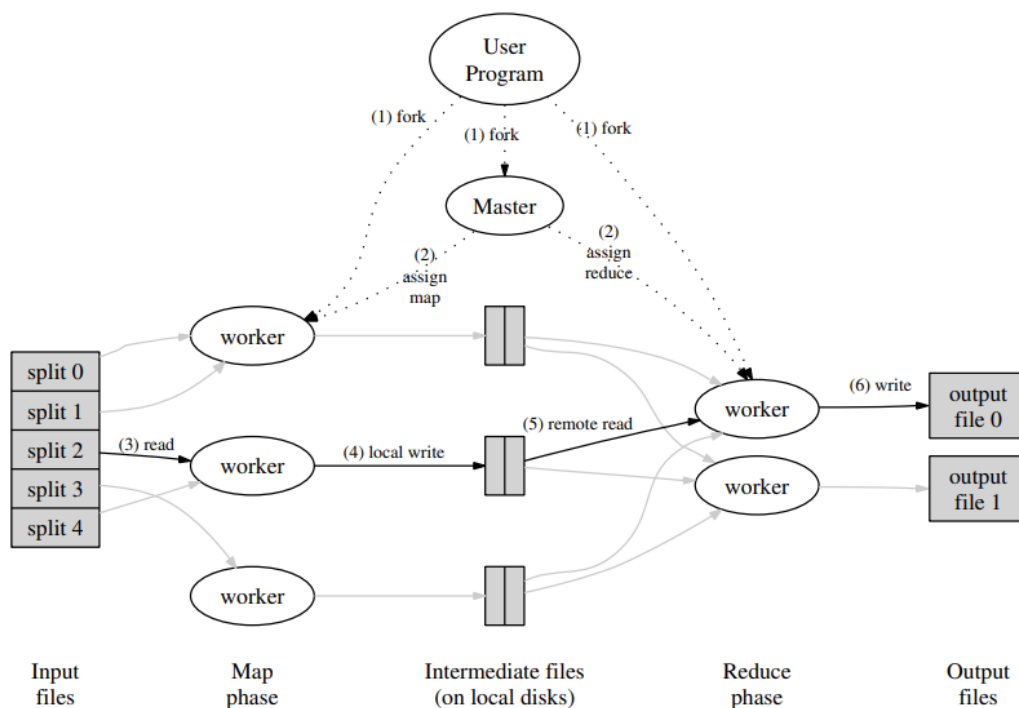 User
Program
(1) fork
(1) fork
(1) fork
Master
(2)
assign
map
(2)
assign
reduce
worker
split 0
split 1
split 2
split 3
split 4
(3) read
worker
(4) local write
(5) remote read
worker
(6) write
output
file 0
worker
output
file 1
worker
Input
files
Map
phase
Intermediate files
(on local disks)
Reduce
phase
Output
files